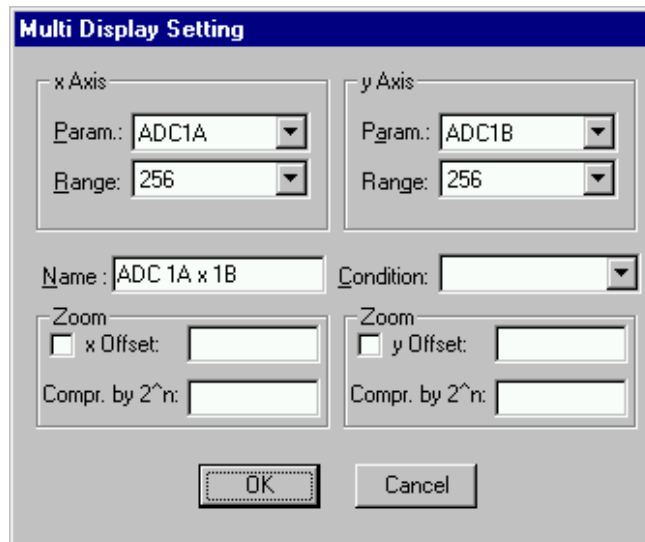 Multi Display Setting
x Axis
y Axis
Param.: ADC1A
Param.: ADC1B
Range: 256
Range: 256
Name : ADC 1A x 1B
Condition:
Zoom
Zoom
x Offset:
y Offset:
Compr. by 2^n:
Compr. by 2^n:
OK
Cancel